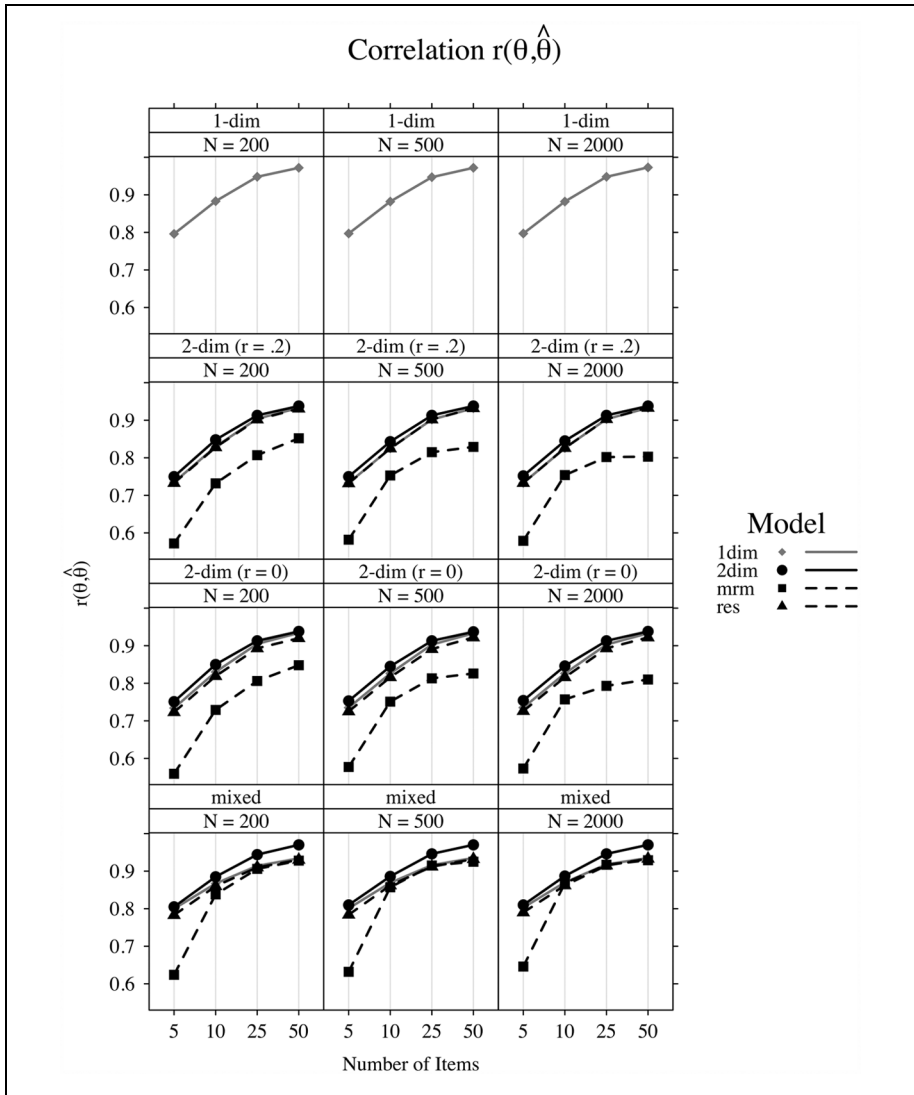 Correlation r(θ,θ̂)
1-dim 1-dim 1-dim
N = 200 N = 500 N = 2000
0.9
0.8
0.7
0.6
2-dim (r = .2) 2-dim (r = .2) 2-dim (r = .2)
N = 200 N = 500 N = 2000
0.9
0.8
0.7
0.6
2-dim (r = 0) 2-dim (r = 0) 2-dim (r = 0)
N = 200 N = 500 N = 2000
0.9
0.8
0.7
0.6
mixed mixed mixed
N = 200 N = 500 N = 2000
0.9
0.8
0.7
0.6
5 10 25 50 5 10 25 50 5 10 25 50
Number of Items
r(θ,θ̂)
Model
1dim
2dim
mrm
res